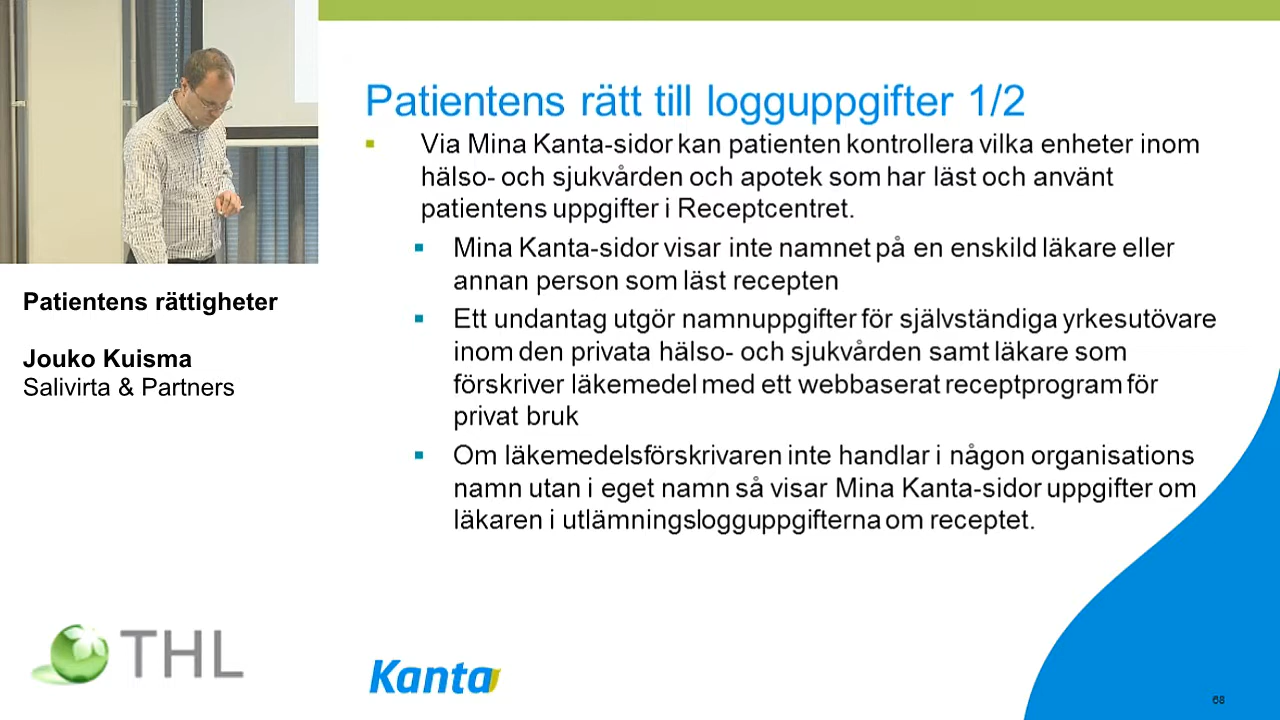 Patientens rätt till logguppgifter 1/2
Via Mina Kanta-sidor kan patienten kontrollera vilka enheter inom
hälso- och sjukvården och apotek som har läst och använt
patientens uppgifter i Receptcentret.
Mina Kanta-sidor visar inte namnet på en enskild läkare eller
annan person som läst recepten
Ett undantag utgör namnuppgifter för självständiga yrkesutövare
inom den privata hälso- och sjukvården samt läkare som
förskriver läkemedel med ett webbaserat receptprogram för
privat bruk
Om läkemedelsförskrivaren inte handlar i någon organisations
namn utan i eget namn så visar Mina Kanta-sidor uppgifter om
läkaren i utlämningslogguppgifterna om receptet.
Patientens rättigheter
Jouko Kuisma
Salivirta & Partners
THL
Kanta
68